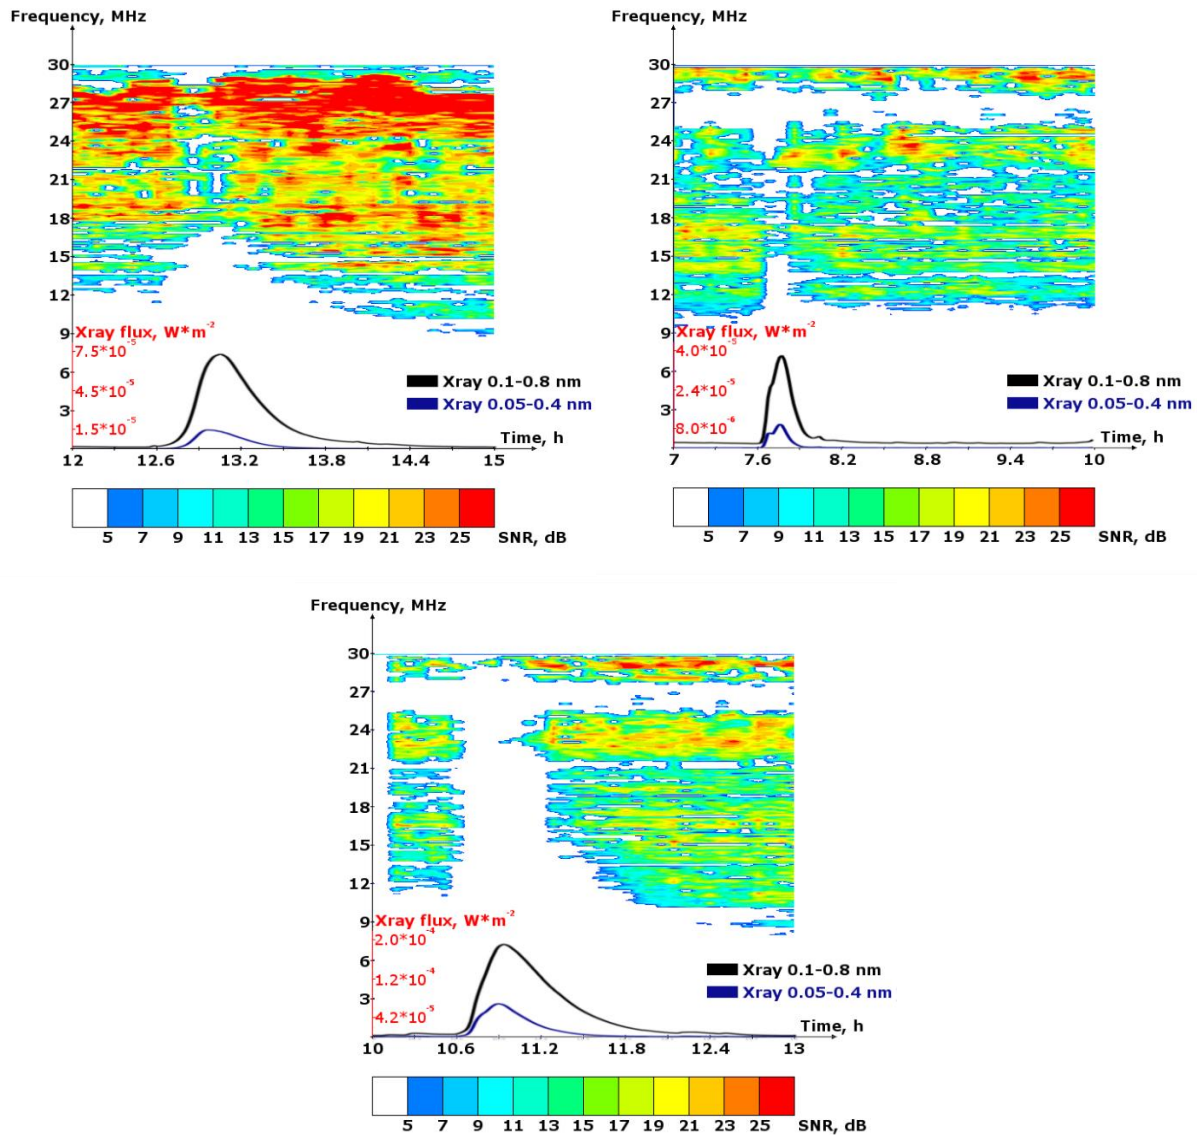 Frequency, MHz
30
27
24
21
18
15
12
9
Xray flux, W*m⁻²
7.5*10⁻⁵
6
4.5*10⁻⁵
3
1.5*10⁻⁵
Xray 0.1-0.8 nm
Xray 0.05-0.4 nm
Time, h
12 12.6 13.2 13.8 14.4 15
5 7 9 11 13 15 17 19 21 23 25 SNR, dB
Frequency, MHz
30
27
24
21
18
15
12
9
Xray flux, W*m⁻²
4.0*10⁻⁵
6
2.4*10⁻⁵
3
8.0*10⁻⁶
Xray 0.1-0.8 nm
Xray 0.05-0.4 nm
Time, h
7 7.6 8.2 8.8 9.4 10
5 7 9 11 13 15 17 19 21 23 25 SNR, dB
Frequency, MHz
30
27
24
21
18
15
12
9
Xray flux, W*m⁻²
2.0*10⁻⁴
6
1.2*10⁻⁴
3
4.2*10⁻⁵
Xray 0.1-0.8 nm
Xray 0.05-0.4 nm
Time, h
10 10.6 11.2 11.8 12.4 13
5 7 9 11 13 15 17 19 21 23 25 SNR, dB